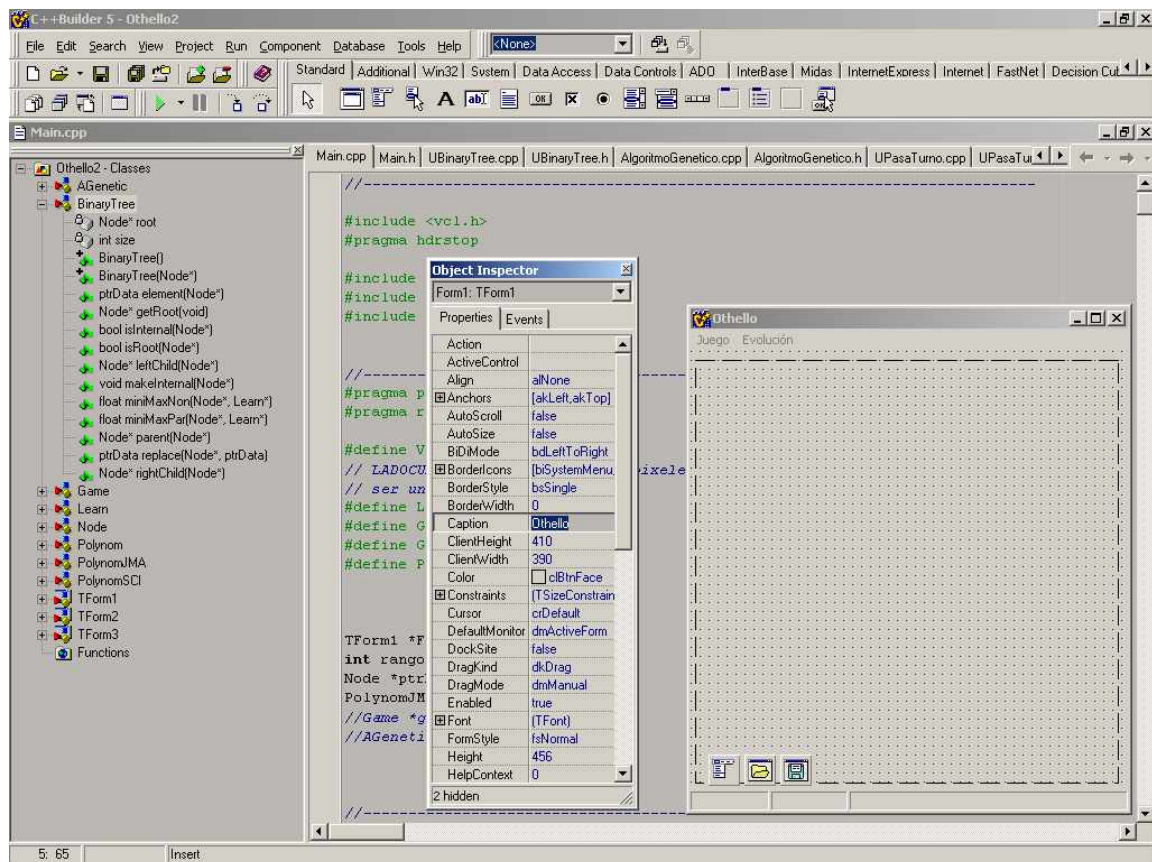 C++Builder 5 - Othello2
File Edit Search View Project Run Component Database Tools Help
<None>
Standard Additional Win32 System Data Access Data Controls ADO InterBase Midas InternetExpress Internet FastNet Decision Cub
Main.cpp
Othello2 - Classes
AGenetic
BinaryTree
Node* root
int size
BinaryTree()
BinaryTree(Node*)
ptrData element(Node*)
Node* getRoot(void)
bool isInternal(Node*)
bool isRoot(Node*)
Node* leftChild(Node*)
void makeInternal(Node*)
float miniMaxNon(Node*, Learn*)
float miniMaxPar(Node*, Learn*)
Node* parent(Node*)
ptrData replace(Node*, ptrData)
Node* rightChild(Node*)
Game
Learn
Node
Polynom
PolynomJMA
PolynomSCI
TForm1
TForm2
TForm3
Functions
Main.cpp Main.h UBinaryTree.cpp UBinaryTree.h AlgoritmoGenetico.cpp AlgoritmoGenetico.h UPasaTurno.cpp UPasaTu
#include <vcl.h>
#pragma hdrstop
#include
#include
#include
#pragma p
#pragma r
#define V
// LADOCU pixele
// ser un
#define L
#define G
#define G
#define P
TForm1 *F
int rango
Node *ptr
PolynomJM
//Game *g
//AGeneti
Object Inspector
Form1: TForm1
Properties Events
Action
ActiveControl
Align alNone
Anchors [akLeft,akTop]
AutoScroll false
AutoSize false
BiDiMode bdLeftToRight
BorderIcons [biSystemMenu,
BorderStyle bsSingle
BorderWidth 0
Caption Othello
ClientHeight 410
ClientWidth 390
Color clBtnFace
Constraints (TSizeConstrain
Cursor crDefault
DefaultMonitor dmActiveForm
DockSite false
DragKind dkDrag
DragMode dmManual
Enabled true
Font (TFont)
FormStyle fsNormal
Height 456
HelpContext 0
2 hidden
Othello
Juego Evolución
5: 65 Insert